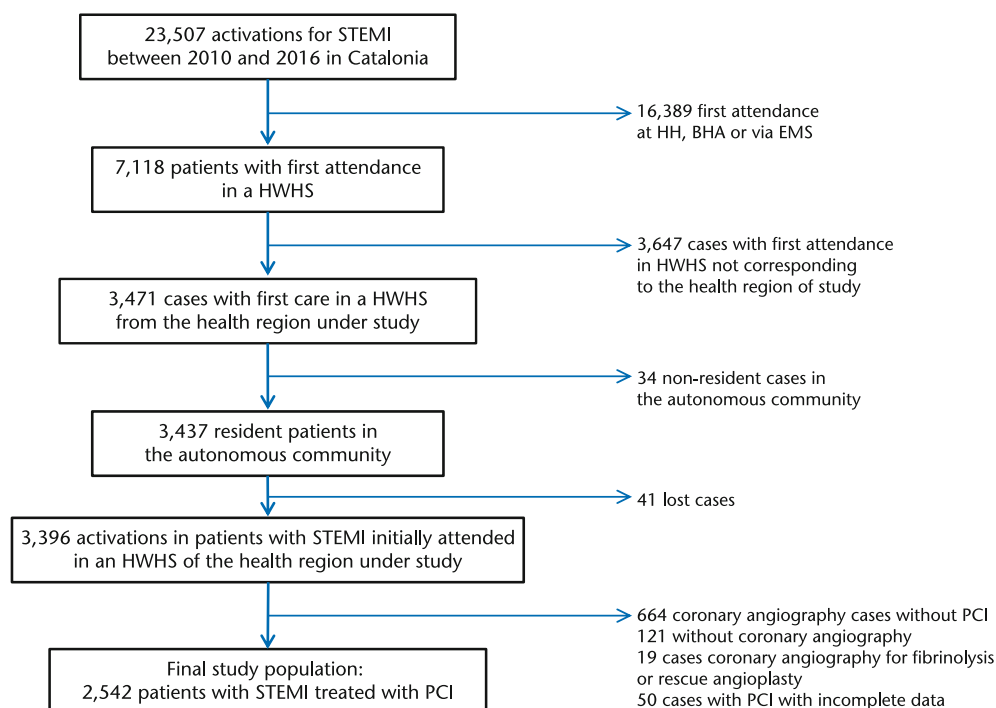 23,507 activations for STEMI
between 2010 and 2016 in Catalonia
16,389 first attendance
at HH, BHA or via EMS
7,118 patients with first attendance
in a HWHS
3,647 cases with first attendance
in HWHS not corresponding
to the health region of study
3,471 cases with first care in a HWHS
from the health region under study
34 non-resident cases in
the autonomous community
3,437 resident patients in
the autonomous community
41 lost cases
3,396 activations in patients with STEMI initially attended
in an HWHS of the health region under study
664 coronary angiography cases without PCI
121 without coronary angiography
19 cases coronary angiography for fibrinolysis
or rescue angioplasty
50 cases with PCI with incomplete data
Final study population:
2,542 patients with STEMI treated with PCI